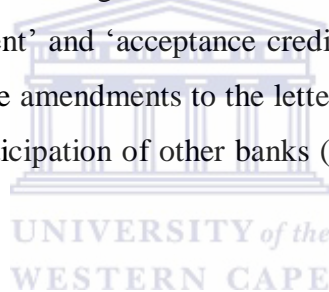 ent’ and ‘acceptance credi
e amendments to the lette
icipation of other banks (
UNIVERSITY of the
WESTERN CAPE